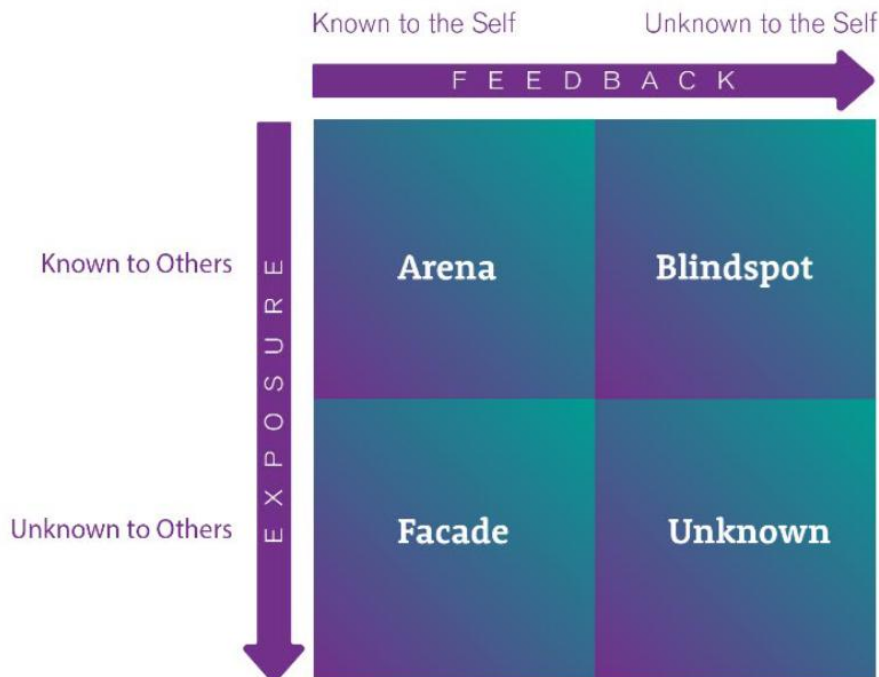 Known to the Self Unknown to the Self
FEEDBACK
Known to Others
EXPOSURE
Arena Blindspot
Unknown to Others
Facade Unknown